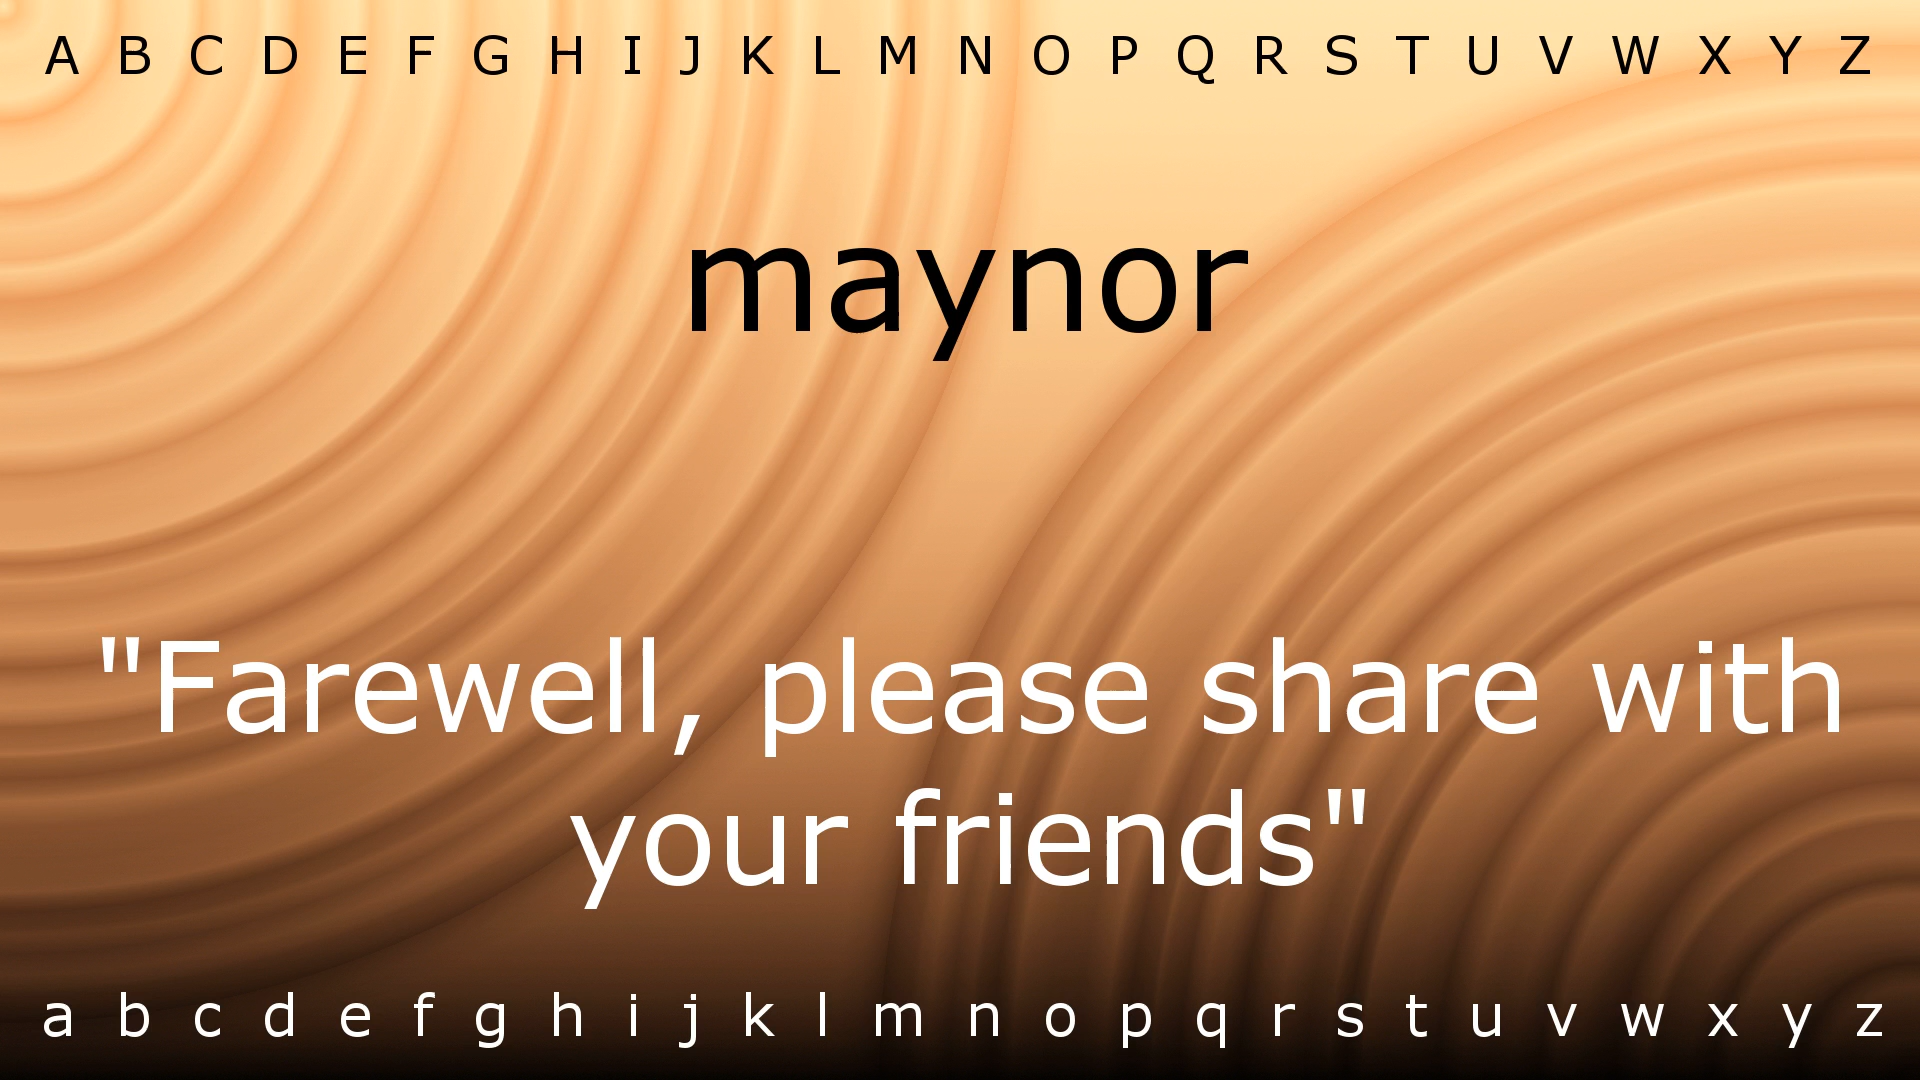 A B C D E F G H I J K L M N O P Q R S T U V W X Y Z
maynor
"Farewell, please share with
your friends"
a b c d e f g h i j k l m n o p q r s t u v w x y z